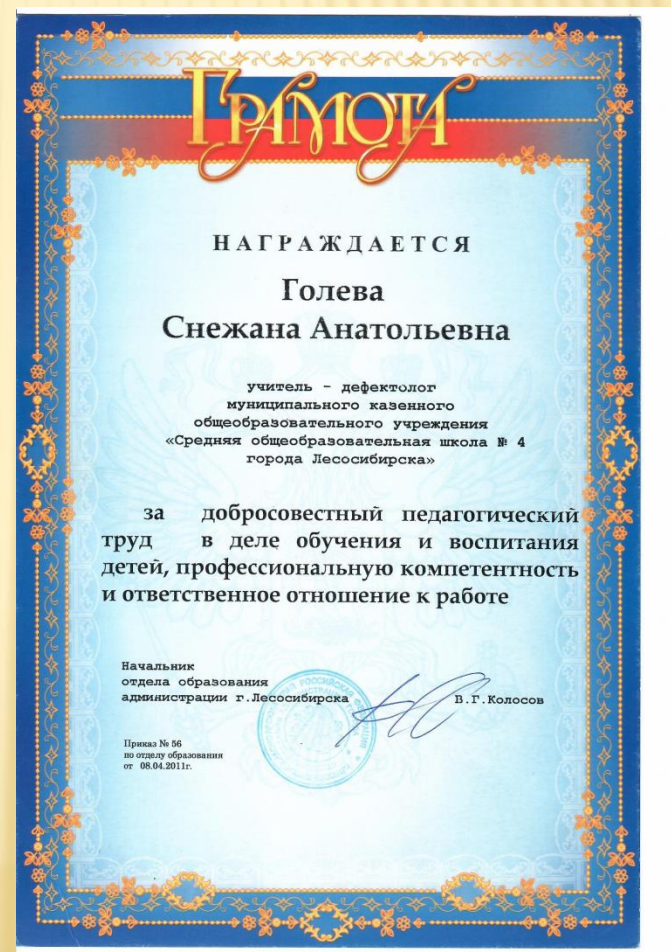 ГРАМОТА
НАГРАЖДАЕТСЯ
Голева
Снежана Анатольевна
учитель - дефектолог
муниципального казенного
общеобразовательного учреждения
«Средняя общеобразовательная школа № 4
города Лесосибирска»
за добросовестный педагогический
труд в деле обучения и воспитания
детей, профессиональную компетентность
и ответственное отношение к работе
Начальник
отдела образования
администрации г.Лесосибирска
В.Г.Колосов
Приказ № 56
по отделу образования
от 08.04.2011г.